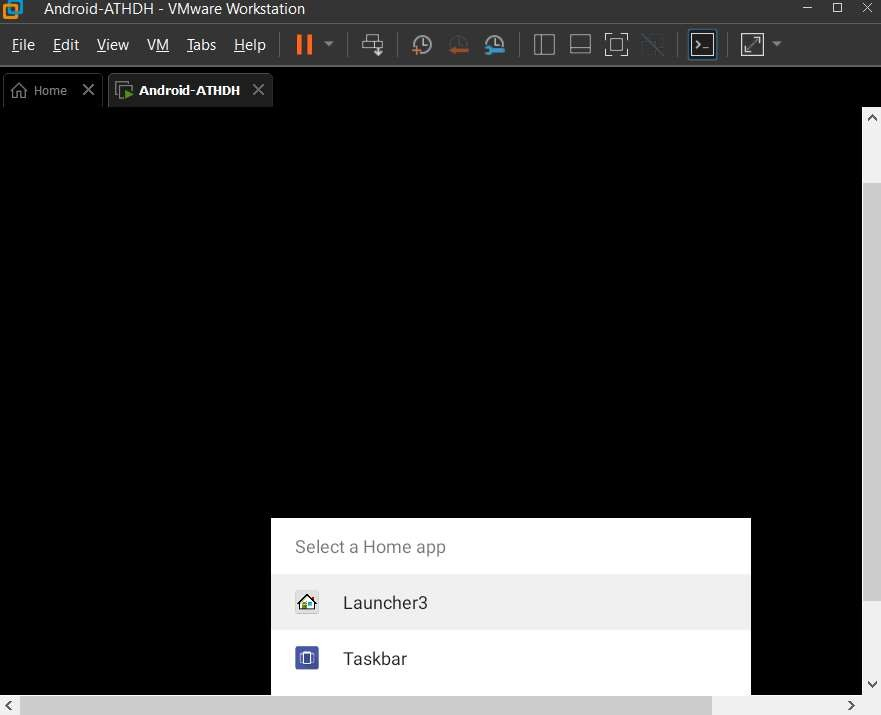 Android-ATHDH - VMware Workstation
File Edit View VM Tabs Help
Home Android-ATHDH
Select a Home app
Launcher3
Taskbar